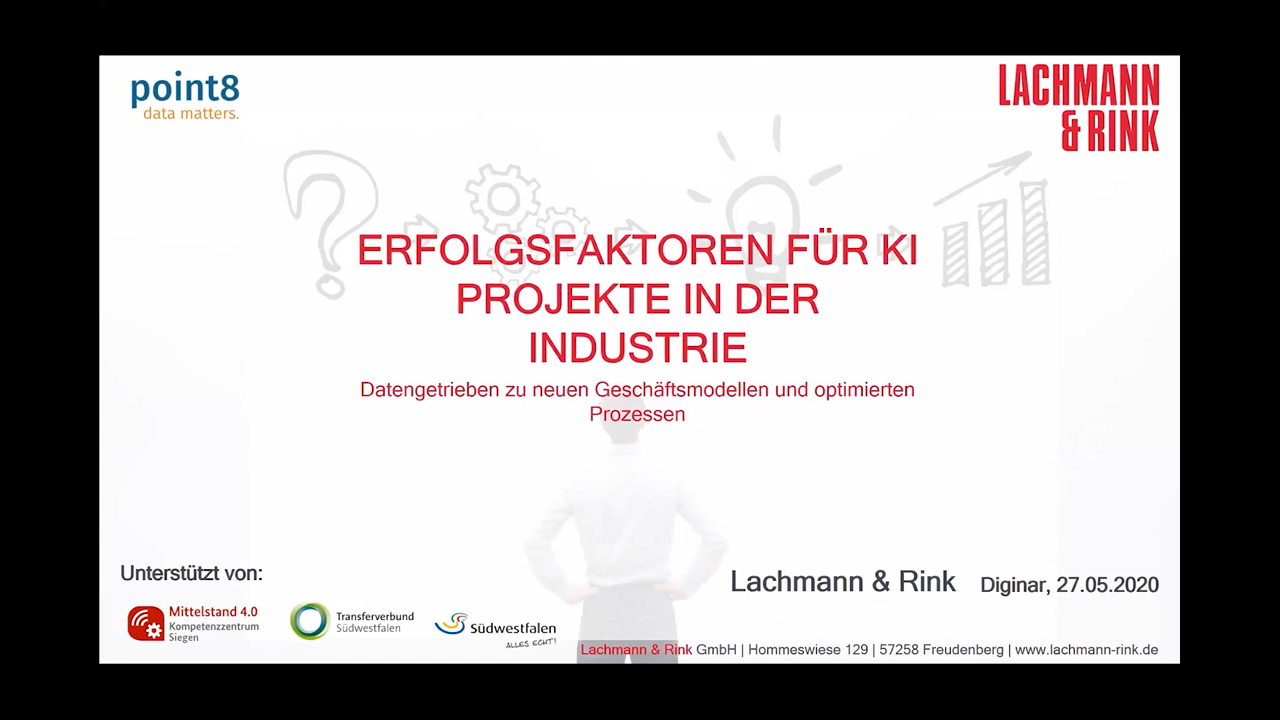 point8
data matters.
LACHMANN
& RINK
ERFOLGSFAKTOREN FÜR KI
PROJEKTE IN DER
INDUSTRIE
Datengetrieben zu neuen Geschäftsmodellen und optimierten
Prozessen
Unterstützt von:
Mittelstand 4.0
Kompetenzzentrum
Siegen
Transferverbund
Südwestfalen
Südwestfalen
ALLES ECHT!
Lachmann & Rink Diginar, 27.05.2020
Lachmann & Rink GmbH | Hommeswiese 129 | 57258 Freudenberg | www.lachmann-rink.de